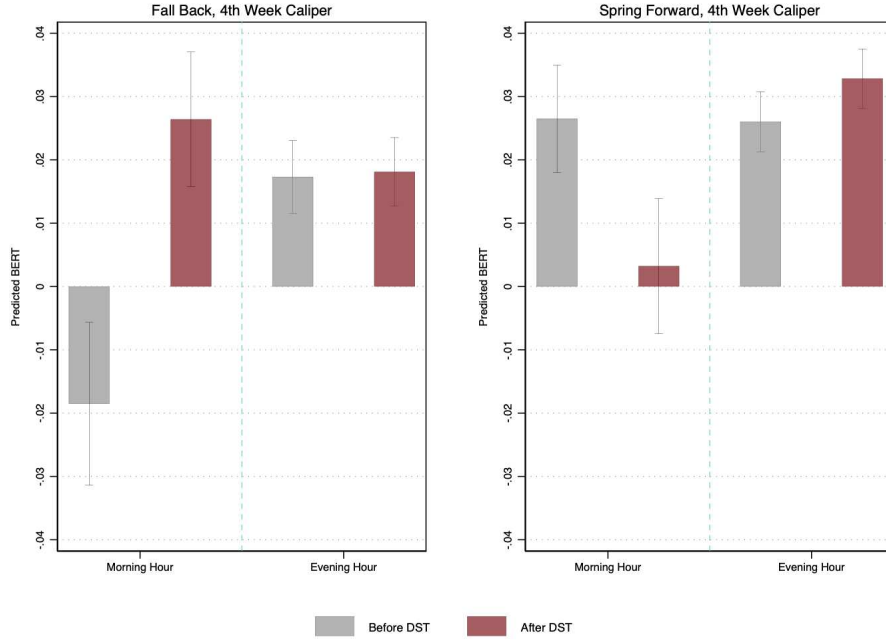 Fall Back, 4th Week Caliper
Predicted BERT
.04
.03
.02
.01
0
-.01
-.02
-.03
-.04
Morning Hour
Evening Hour
Spring Forward, 4th Week Caliper
Predicted BERT
.04
.03
.02
.01
0
-.01
-.02
-.03
-.04
Morning Hour
Evening Hour
Before DST
After DST